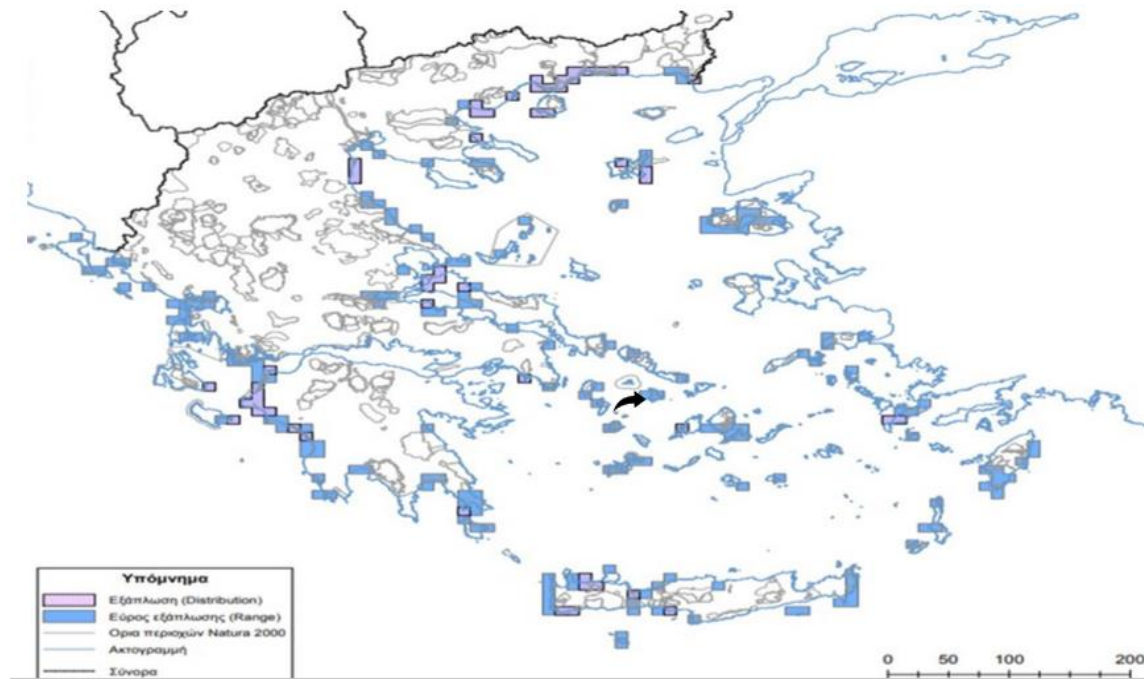 Υπόμνημα
Εξάπλωση (Distribution)
Εύρος εξάπλωσης (Range)
Όρια περιοχών Natura 2000
Ακτογραμμή
Σύνορα
0 50 100 200